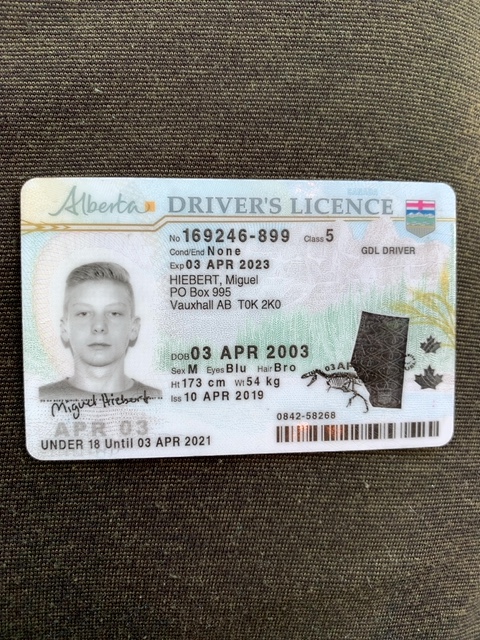 Alberta DRIVER'S LICENCE
No 169246-899 Class 5
Cond/End None GDL DRIVER
Exp 03 APR 2023
HIEBERT, Miguel
PO Box 995
Vauxhall AB T0K 2K0
DOB 03 APR 2003
Sex M Eyes Blu Hair Bro
Ht 173 cm Wt 54 kg
Iss 10 APR 2019
Miguel Hiebert
APR 03
0842-58268
UNDER 18 Until 03 APR 2021